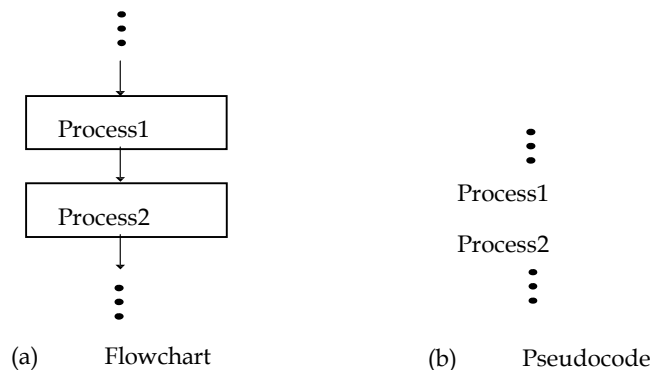 Process1
Process2
Process1
Process2
(a) Flowchart
(b) Pseudocode